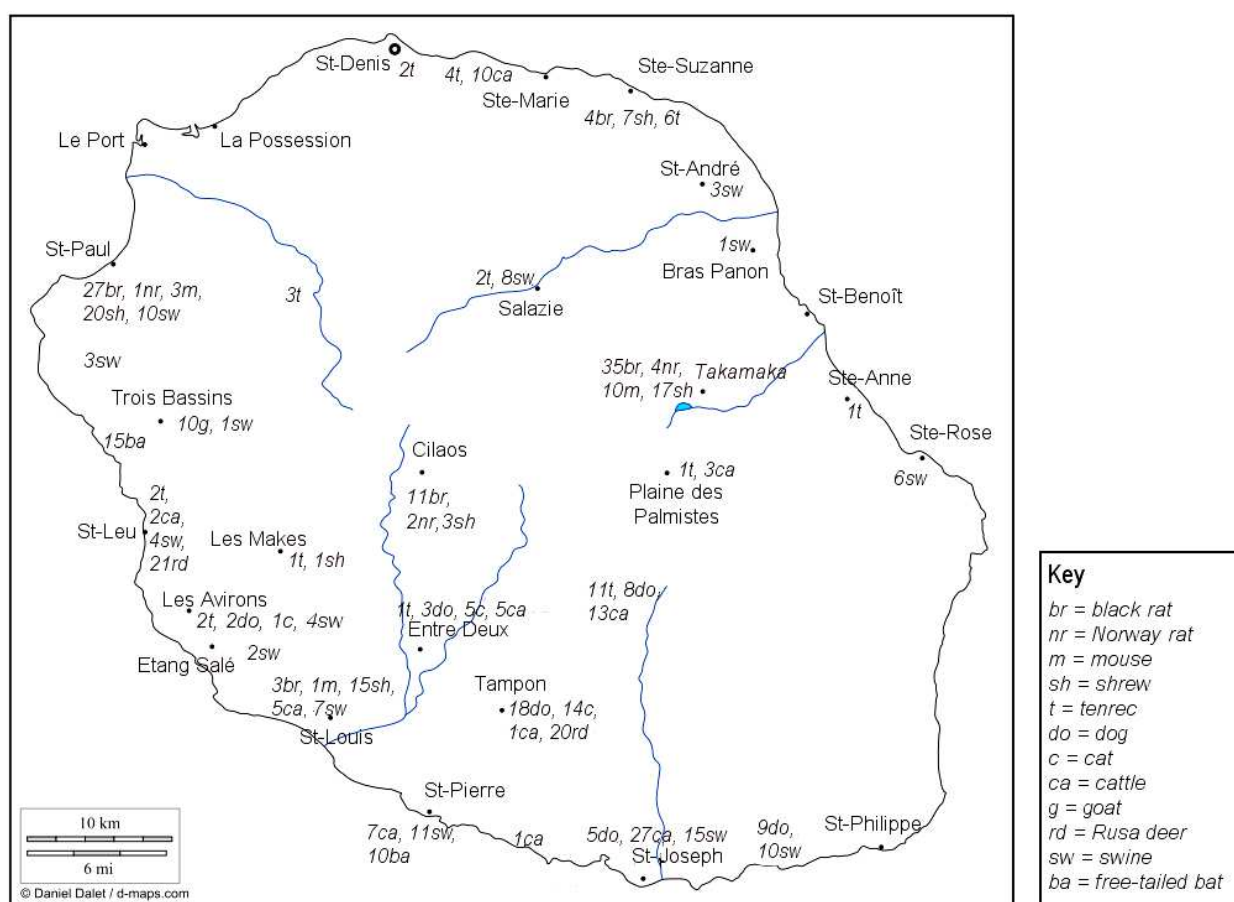 St-Denis
2t
4t, 10ca
Ste-Marie
Ste-Suzanne
4br, 7sh, 6t
Le Port
La Possession
St-André
3sw
St-Paul
27br, 1nr, 3m,
20sh, 10sw
3t
2t, 8sw
Salazie
1sw
Bras Panon
St-Benoît
3sw
Trois Bassins
10g, 1sw
15ba
35br, 4nr,
10m, 17sh
Takamaka
Ste-Anne
1t
Ste-Rose
6sw
Cilaos
11br,
2nr,3sh
1t, 3ca
Plaine des
Palmistes
2t,
2ca,
4sw,
21rd
St-Leu
Les Makes
1t, 1sh
Les Avirons
2t, 2do, 1c, 4sw
Etang Salé
2sw
1t, 3do, 5c, 5ca
Entre Deux
11t, 8do,
13ca
3br, 1m, 15sh,
5ca, 7sw
St-Louis
Tampon
18do, 14c,
1ca, 20rd
St-Pierre
7ca, 11sw,
10ba
1ca
5do, 27ca, 15sw
St-Joseph
9do,
10sw
St-Philippe
10 km
6 mi
© Daniel Dalet / d-maps.com
Key
br = black rat
nr = Norway rat
m = mouse
sh = shrew
t = tenrec
do = dog
c = cat
ca = cattle
g = goat
rd = Rusa deer
sw = swine
ba = free-tailed bat